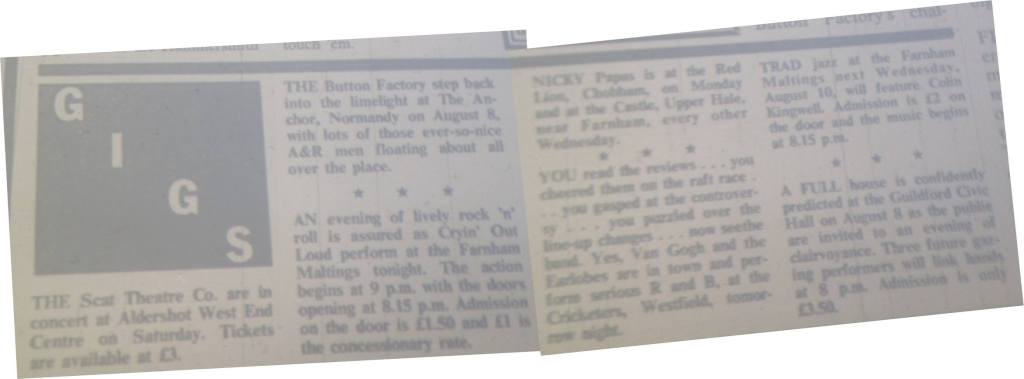 touch cm.
G
I
G
S
THE Scat Theatre Co. are in
concert at Aldershot West End
Centre on Saturday. Tickets
are available at £3.
THE Button Factory step back
into the limelight at The An-
chor, Normandy on August 8,
with lots of those ever-so-nice
A&R men floating about all
over the place.
★ ★ ★
AN evening of lively rock 'n'
roll is assured as Cryin' Out
Loud perform at the Farnham
Maltings tonight. The action
begins at 9 p.m. with the doors
opening at 8.15 p.m. Admission
on the door is £1.50 and £1 is
the concessionary rate.
Button Factory's chal-
NICKY Papas is at the Red
Lion, Chobham, on Monday
and at the Castle, Upper Hale,
near Farnham, every other
Wednesday.
★ ★ ★
YOU read the reviews . . . you
cheered them on the raft race .
. . you gasped at the controver-
sy . . . you puzzled over the
line-up changes . . . now seethe
band. Yes, Van Gogh and the
Earlobes are in town and per-
form serious R and B, at the
Cricketers, Westfield, tomor-
row night.
TRAD jazz at the Farnham
Maltings next Wednesday,
August 10, will feature Colin
Kingwell. Admission is £2 on
the door and the music begins
at 8.15 p.m.
★ ★ ★
A FULL house is confidently
predicted at the Guildford Civic
Hall on August 8 as the public
are invited to an evening of
clairvoyance. Three future gaz-
ing performers will link hands
at 8 p.m. Admission is only
£3.50.